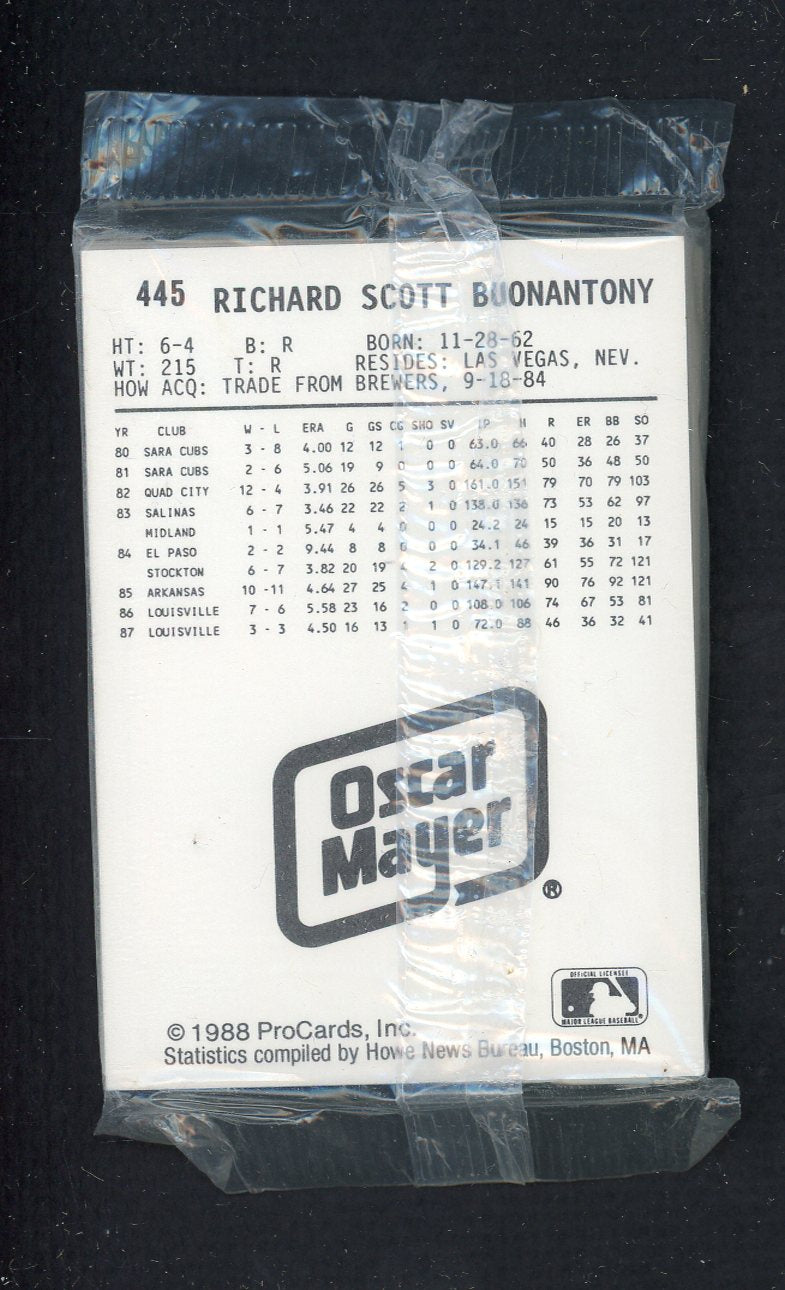 445 RICHARD SCOTT BUONANTONY
HT: 6-4 B: R BORN: 11-28-62
WT: 215 T: R RESIDES: LAS VEGAS, NEV.
HOW ACQ: TRADE FROM BREWERS, 9-18-84
YR CLUB W - L ERA G GS CG SHO SV IP H R ER BB SO
80 SARA CUBS 3 - 8 4.00 12 12 1 0 0 63.0 66 40 28 26 37
81 SARA CUBS 2 - 6 5.06 19 9 0 0 0 64.0 70 50 36 48 50
82 QUAD CITY 12 - 4 3.91 26 26 5 3 0 161.0 151 79 70 79 103
83 SALINAS 6 - 7 3.46 22 22 2 1 0 138.0 136 73 53 62 97
MIDLAND 1 - 1 5.47 4 4 0 0 0 24.2 24 15 15 20 13
84 EL PASO 2 - 2 9.44 8 8 0 0 0 34.1 46 39 36 31 17
STOCKTON 6 - 7 3.82 20 19 4 2 0 129.2 127 61 55 72 121
85 ARKANSAS 10 -11 4.64 27 25 4 1 0 147.1 141 90 76 92 121
86 LOUISVILLE 7 - 6 5.58 23 16 2 0 0 108.0 106 74 67 53 81
87 LOUISVILLE 3 - 3 4.50 16 13 1 1 0 72.0 88 46 36 32 41
Oscar
Mayer
®
OFFICIAL LICENSEE
MAJOR LEAGUE BASEBALL
© 1988 ProCards, Inc.
Statistics compiled by Howe News Bureau, Boston, MA